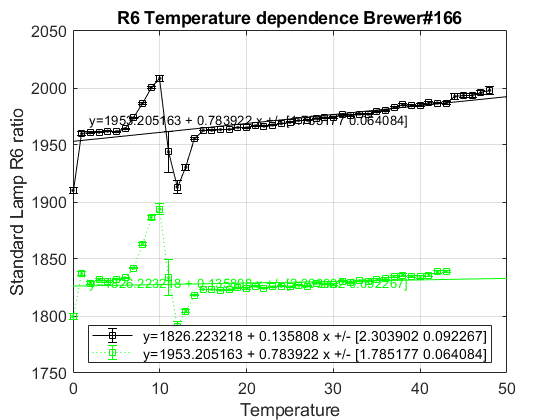 R6 Temperature dependence Brewer#166
2050
2000
1950
1900
1850
1800
1750
Standard Lamp R6 ratio
y=1953.205163 + 0.783922 x +/- [1.785177 0.064084]
y=1826.223218 + 0.135808 x +/- [2.303902 0.092267]
y=1826.223218 + 0.135808 x +/- [2.303902 0.092267]
y=1953.205163 + 0.783922 x +/- [1.785177 0.064084]
0
10
20
30
40
50
Temperature